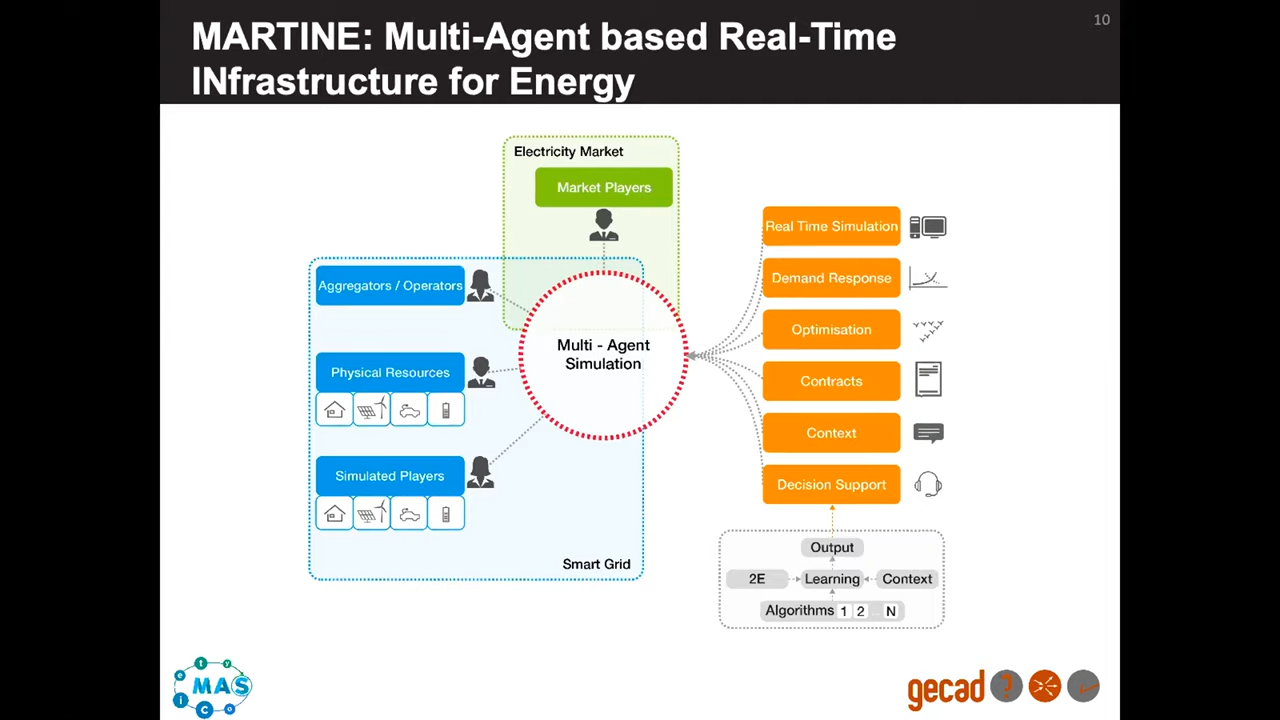 10
MARTINE: Multi-Agent based Real-Time
INfrastructure for Energy
Electricity Market
Market Players
Aggregators / Operators
Physical Resources
Simulated Players
Smart Grid
Multi - Agent
Simulation
Real Time Simulation
Demand Response
Optimisation
Contracts
Context
Decision Support
Output
2E
Learning
Context
Algorithms 1 2 N
MAS
e t y i c o
gecad